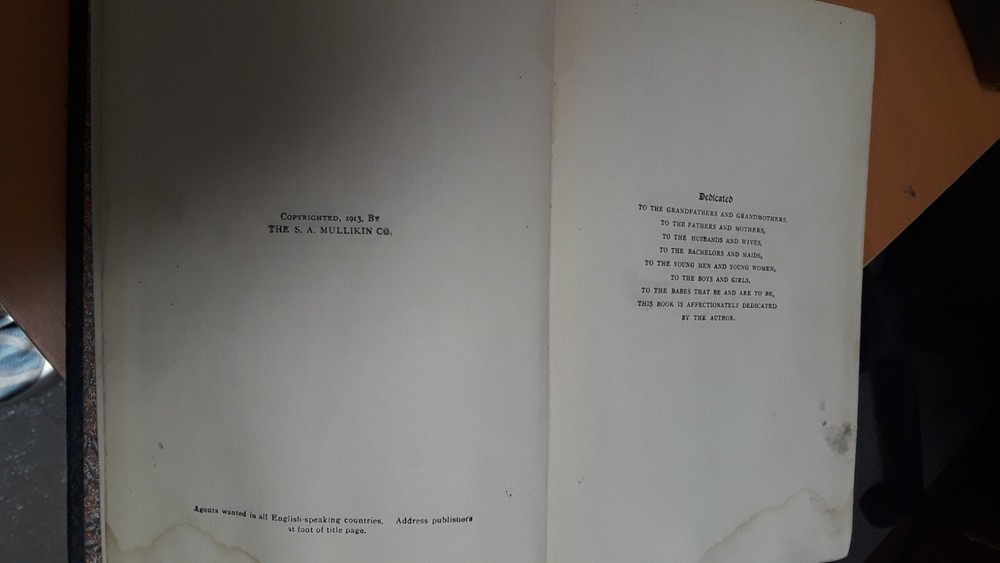 COPYRIGHTED, 1913, BY
THE S. A. MULLIKIN CO.
Agents wanted in all English-speaking countries. Address publishers
at foot of title page.
Dedicated
TO THE GRANDFATHERS AND GRANDMOTHERS,
TO THE FATHERS AND MOTHERS,
TO THE HUSBANDS AND WIVES,
TO THE BACHELORS AND MAIDS,
TO THE YOUNG MEN AND YOUNG WOMEN,
TO THE BOYS AND GIRLS,
TO THE BABES THAT BE AND ARE TO BE,
THIS BOOK IS AFFECTIONATELY DEDICATED
BY THE AUTHOR.